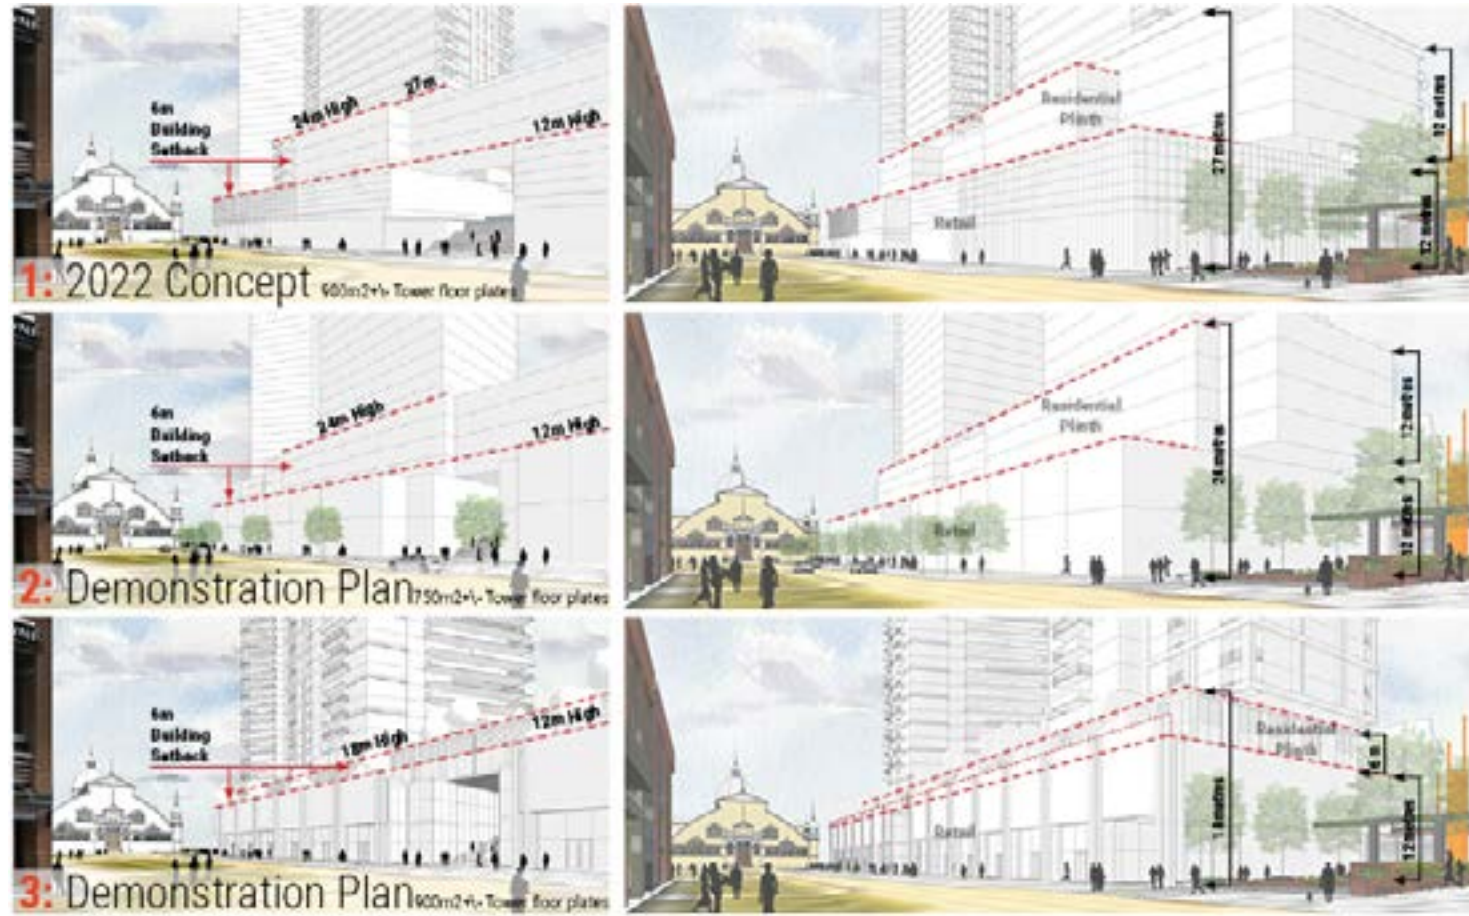 6m
Building
Setback
24m High
27m
12m High
1: 2022 Concept 900m2+\- Tower floor plates
Residential
Plinth
Retail
27 metres
12 metres
12 metres
6m
Building
Setback
24m High
12m High
2: Demonstration Plan 750m2+\- Tower floor plates
Residential
Plinth
Retail
24 metres
12 metres
12 metres
6m
Building
Setback
18m High
12m High
3: Demonstration Plan 900m2+\- Tower floor plates
Residential
Plinth
Retail
18 metres
6 m
12 metres